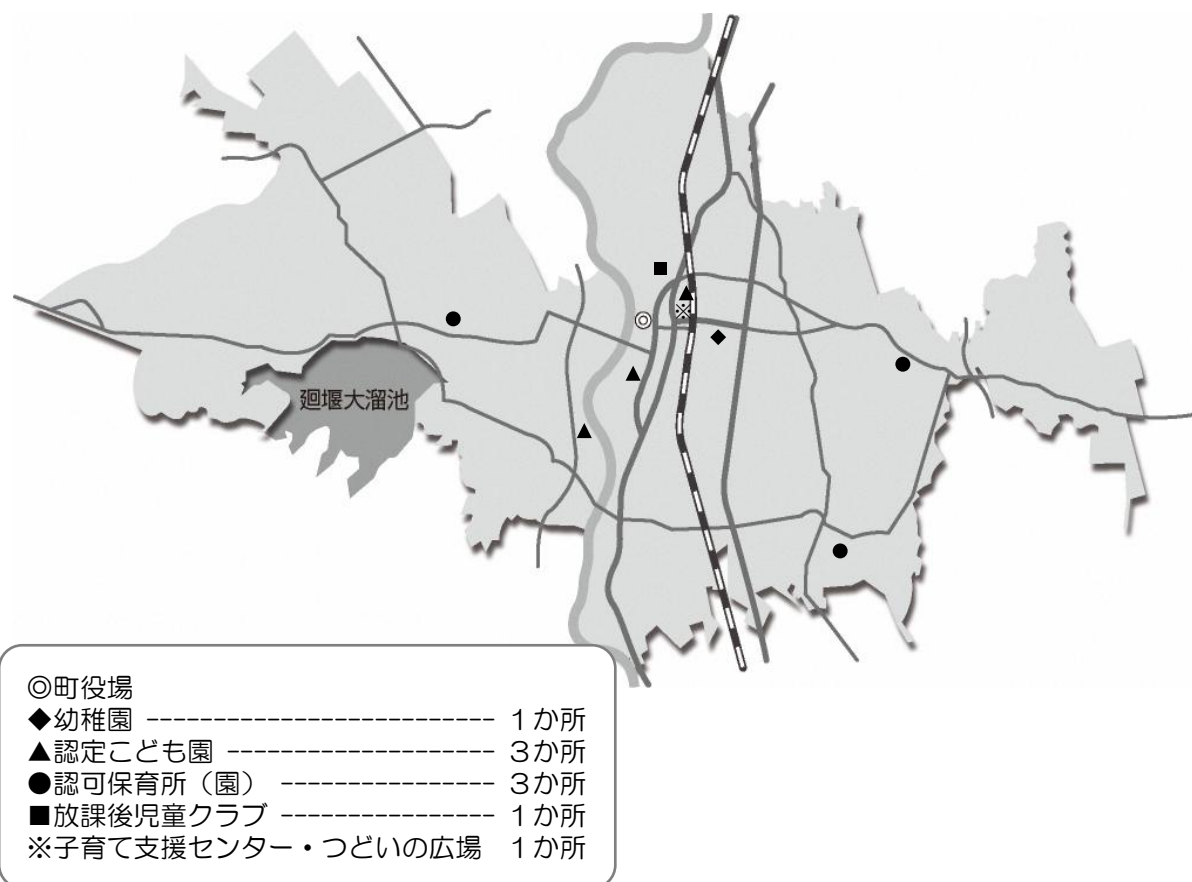 廻堰大溜池
◎町役場
◆幼稚園 -------------------------- 1か所
▲認定こども園 -------------------- 3か所
●認可保育所（園） ---------------- 3か所
■放課後児童クラブ ---------------- 1か所
※子育て支援センター・つどいの広場 1か所